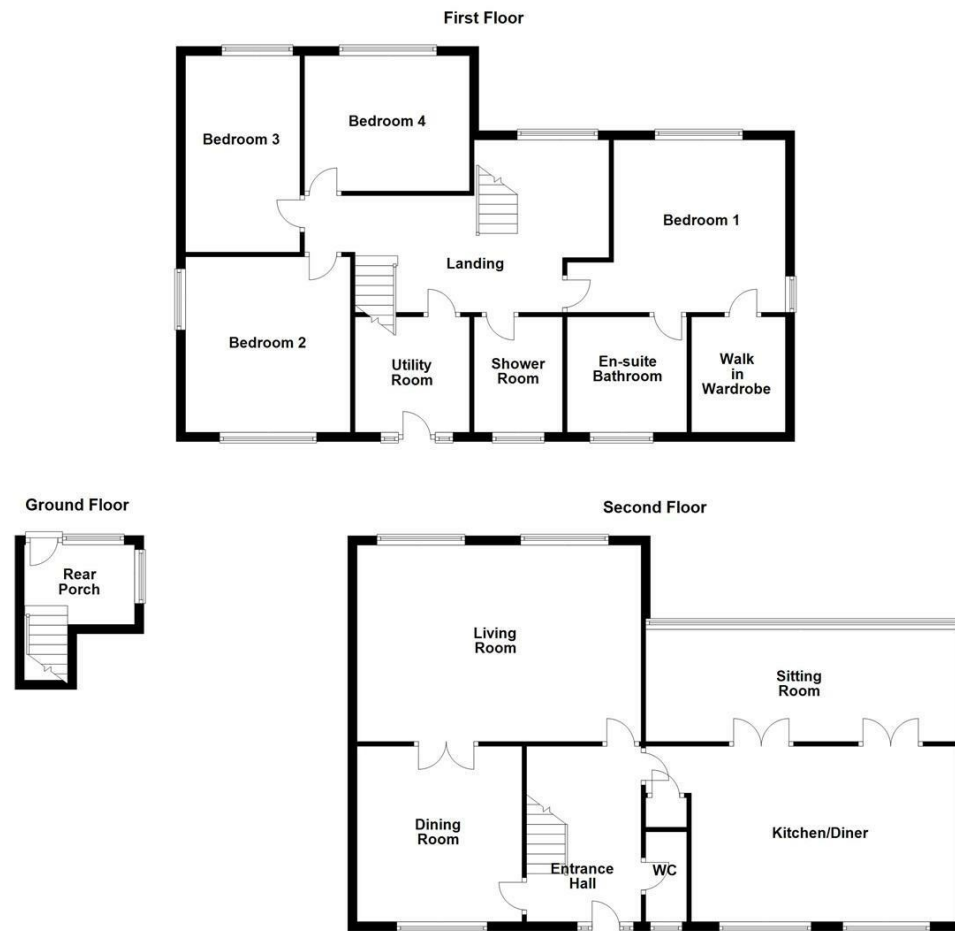 First Floor
Bedroom 3
Bedroom 4
Bedroom 1
Landing
Bedroom 2
Utility
Room
Shower
Room
En-suite
Bathroom
Walk
in
Wardrobe
Ground Floor
Rear
Porch
Second Floor
Living
Room
Sitting
Room
Dining
Room
Entrance
Hall
WC
Kitchen/Diner